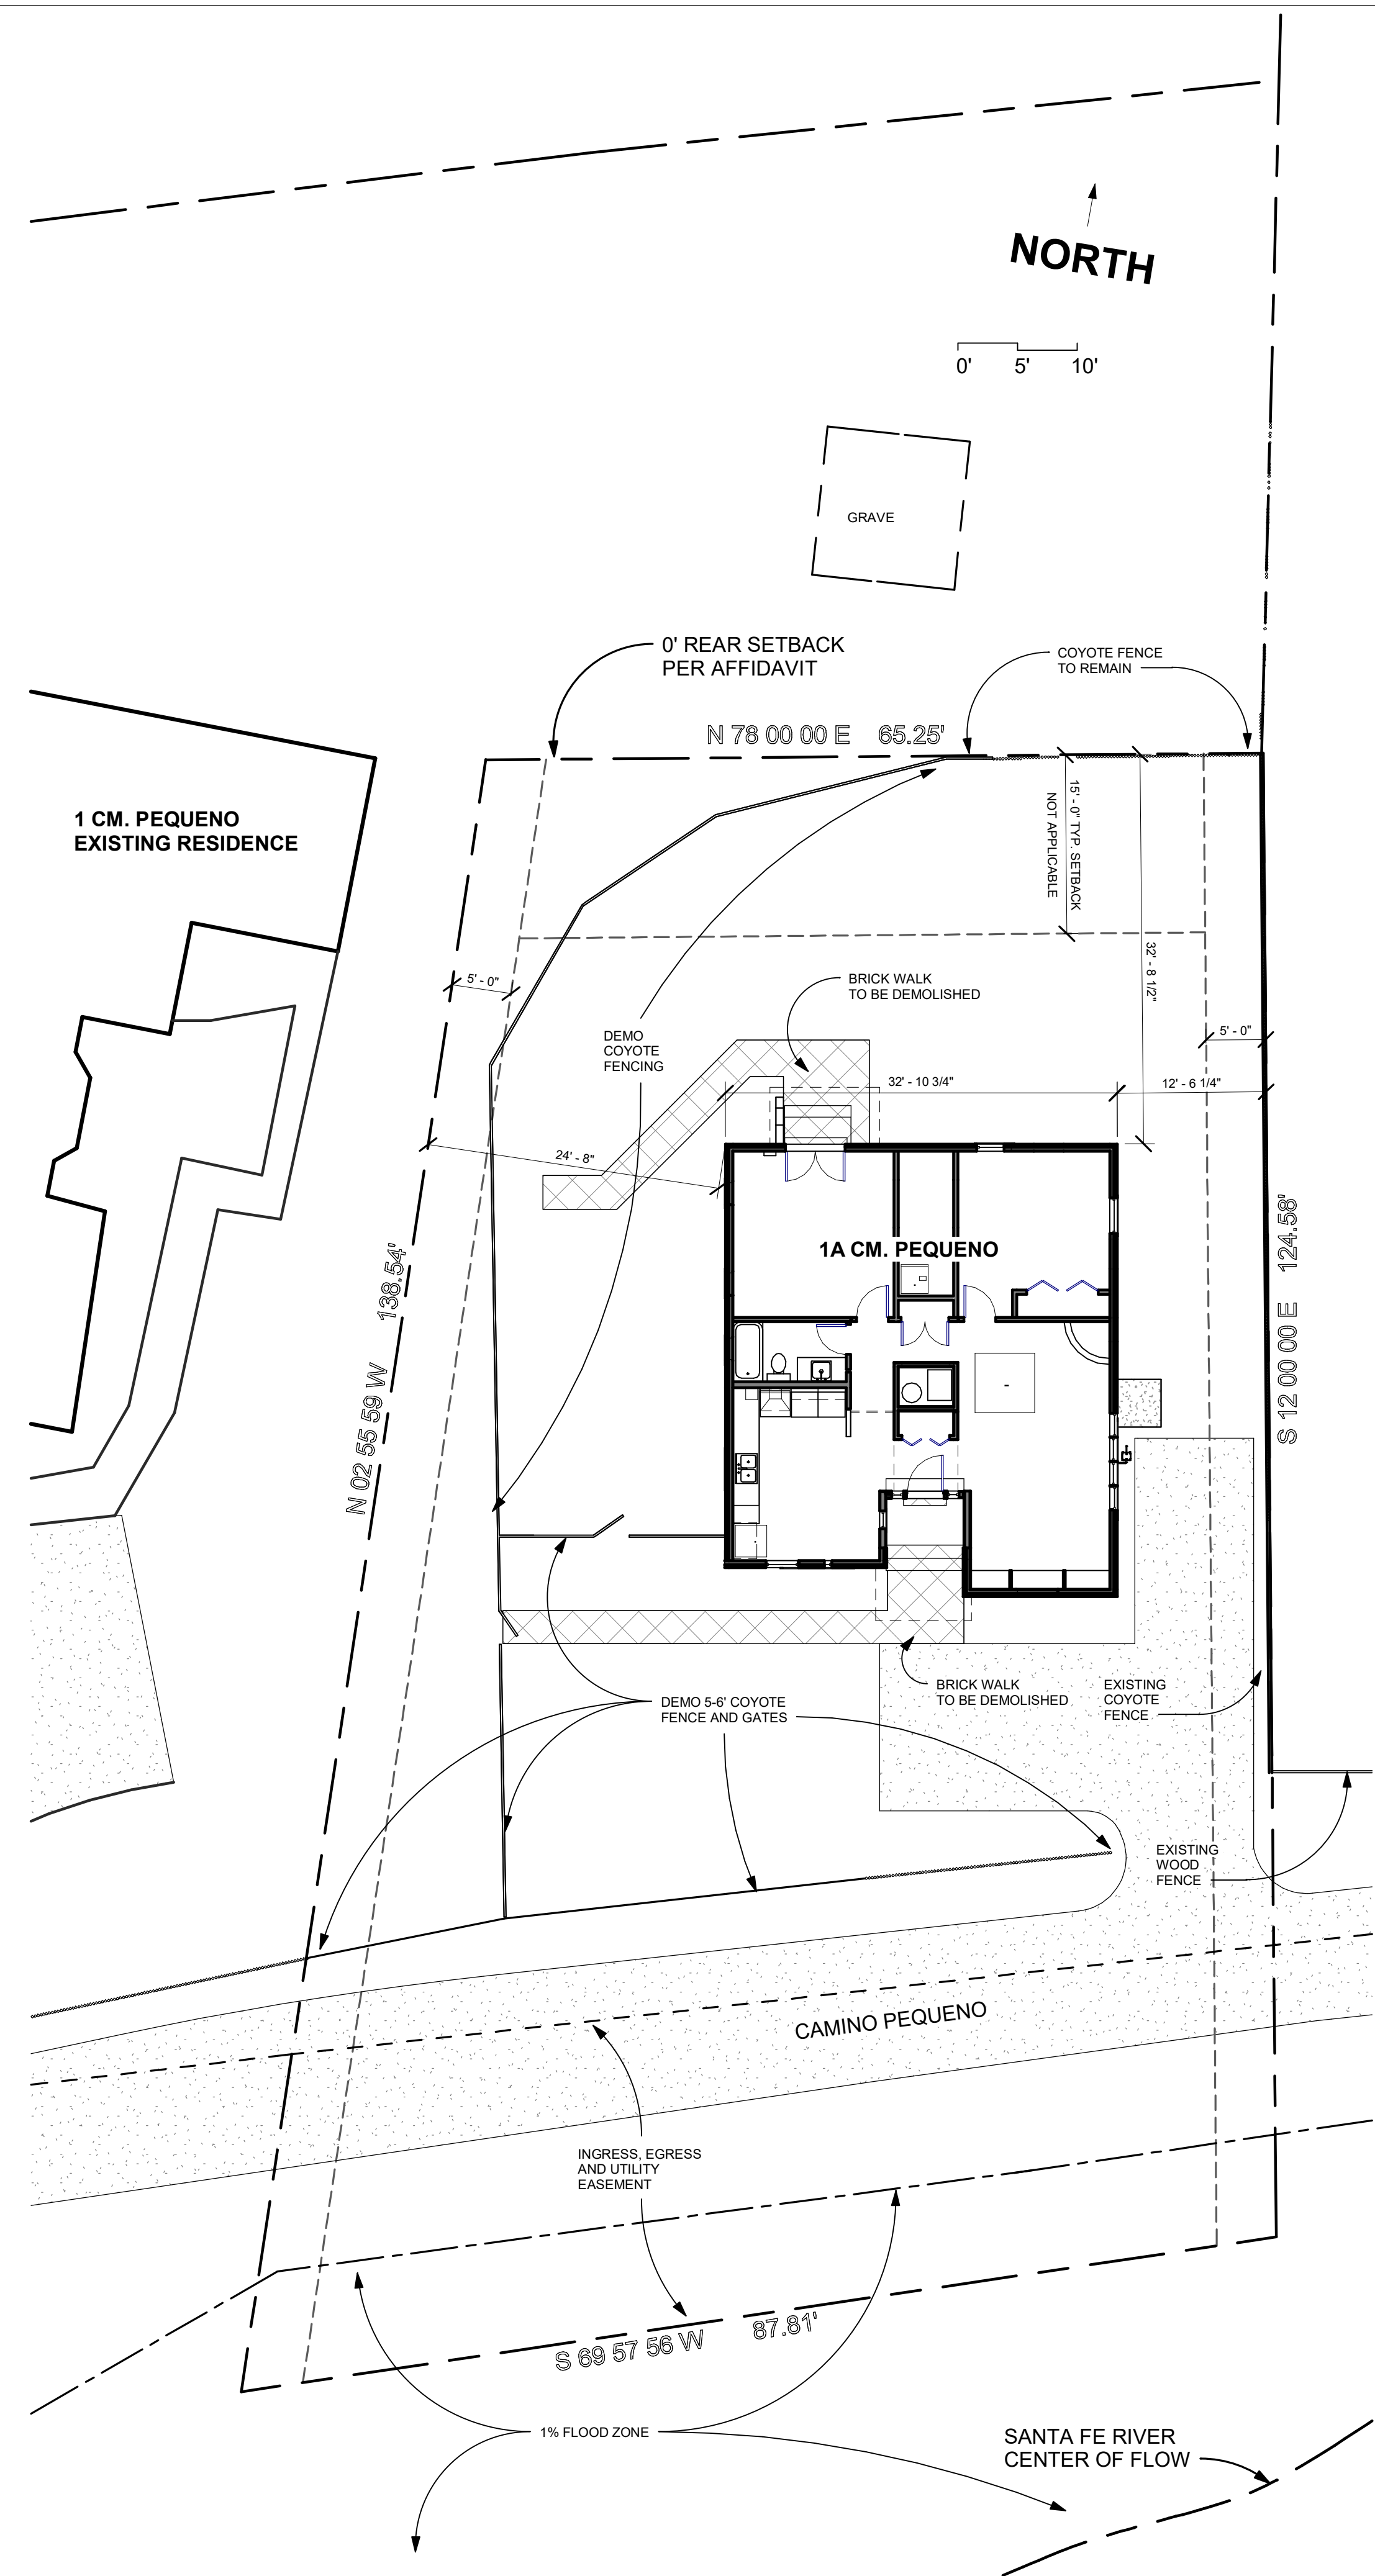 NORTH
0' 5' 10'
GRAVE
0' REAR SETBACK
PER AFFIDAVIT
COYOTE FENCE
TO REMAIN
N 78 00 00 E 65.25'
1 CM. PEQUENO
EXISTING RESIDENCE
15' - 0" TYP. SETBACK
NOT APPLICABLE
32' - 8 1/2"
5' - 0"
BRICK WALK
TO BE DEMOLISHED
DEMO
COYOTE
FENCING
5' - 0"
32' - 10 3/4"
12' - 6 1/4"
24' - 8"
1A CM. PEQUENO
S 12 00 00 E 124.58'
N 02 55 59 W 138.54'
BRICK WALK
TO BE DEMOLISHED
EXISTING
COYOTE
FENCE
DEMO 5-6' COYOTE
FENCE AND GATES
EXISTING
WOOD
FENCE
CAMINO PEQUENO
INGRESS, EGRESS
AND UTILITY
EASEMENT
S 69 57 56 W 87.81'
1% FLOOD ZONE
SANTA FE RIVER
CENTER OF FLOW